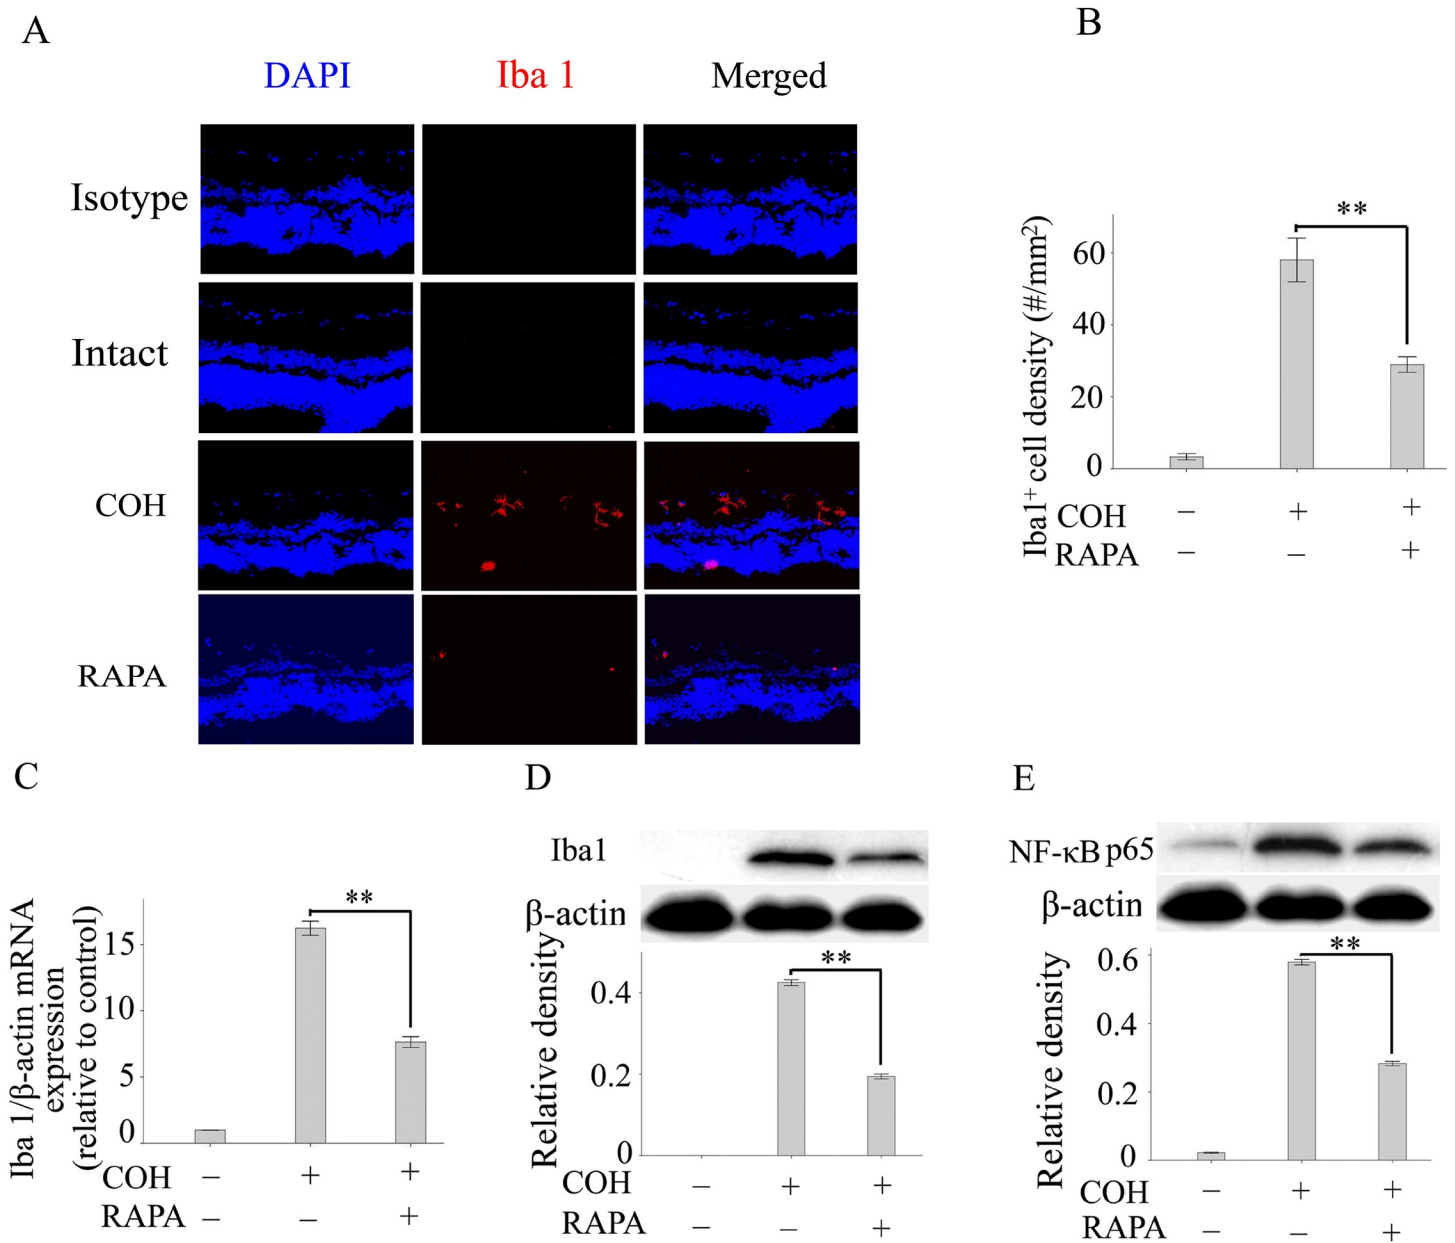 A
DAPI
Iba 1
Merged
Isotype
Intact
COH
RAPA
B
**
Iba1+ cell density (#/mm2)
60
40
20
0
COH − + +
RAPA − − +
C
**
Iba 1/β-actin mRNA
expression
(relative to control)
15
10
5
0
COH − + +
RAPA − − +
D
Iba1
β-actin
**
Relative density
0.4
0.2
0
COH − + +
RAPA − − +
E
NF-κB p65
β-actin
**
Relative density
0.6
0.4
0.2
0
COH − + +
RAPA − − +